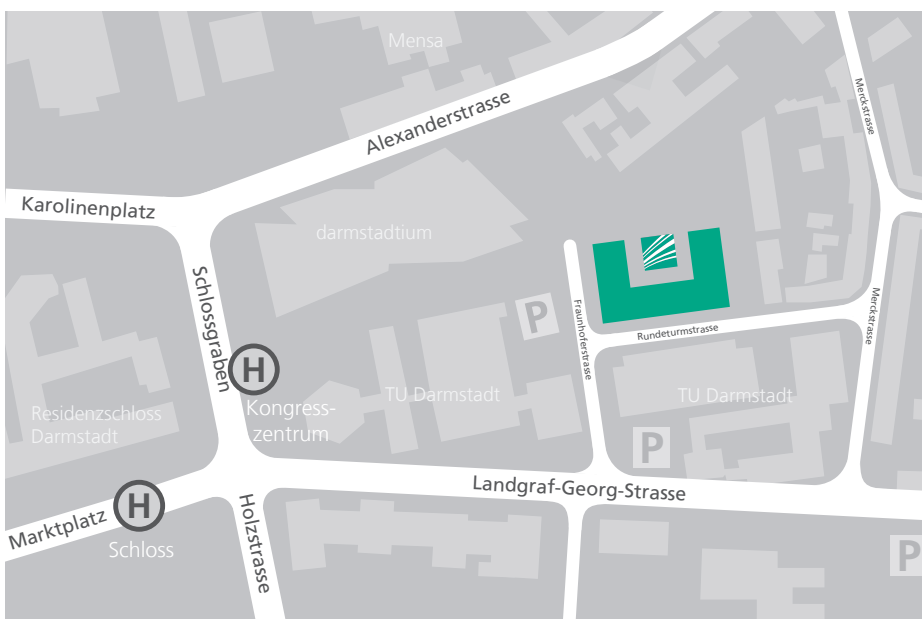 Mensa
Merckstrasse
Alexanderstrasse
Karolinenplatz
darmstadtium
Schlossgraben
Fraunhoferstrasse
P
Rundeturmstrasse
Merckstrasse
H
Kongress-
zentrum
TU Darmstadt
TU Darmstadt
Residenzschloss
Darmstadt
P
Landgraf-Georg-Strasse
H
Marktplatz
Schloss
Holzstrasse
P